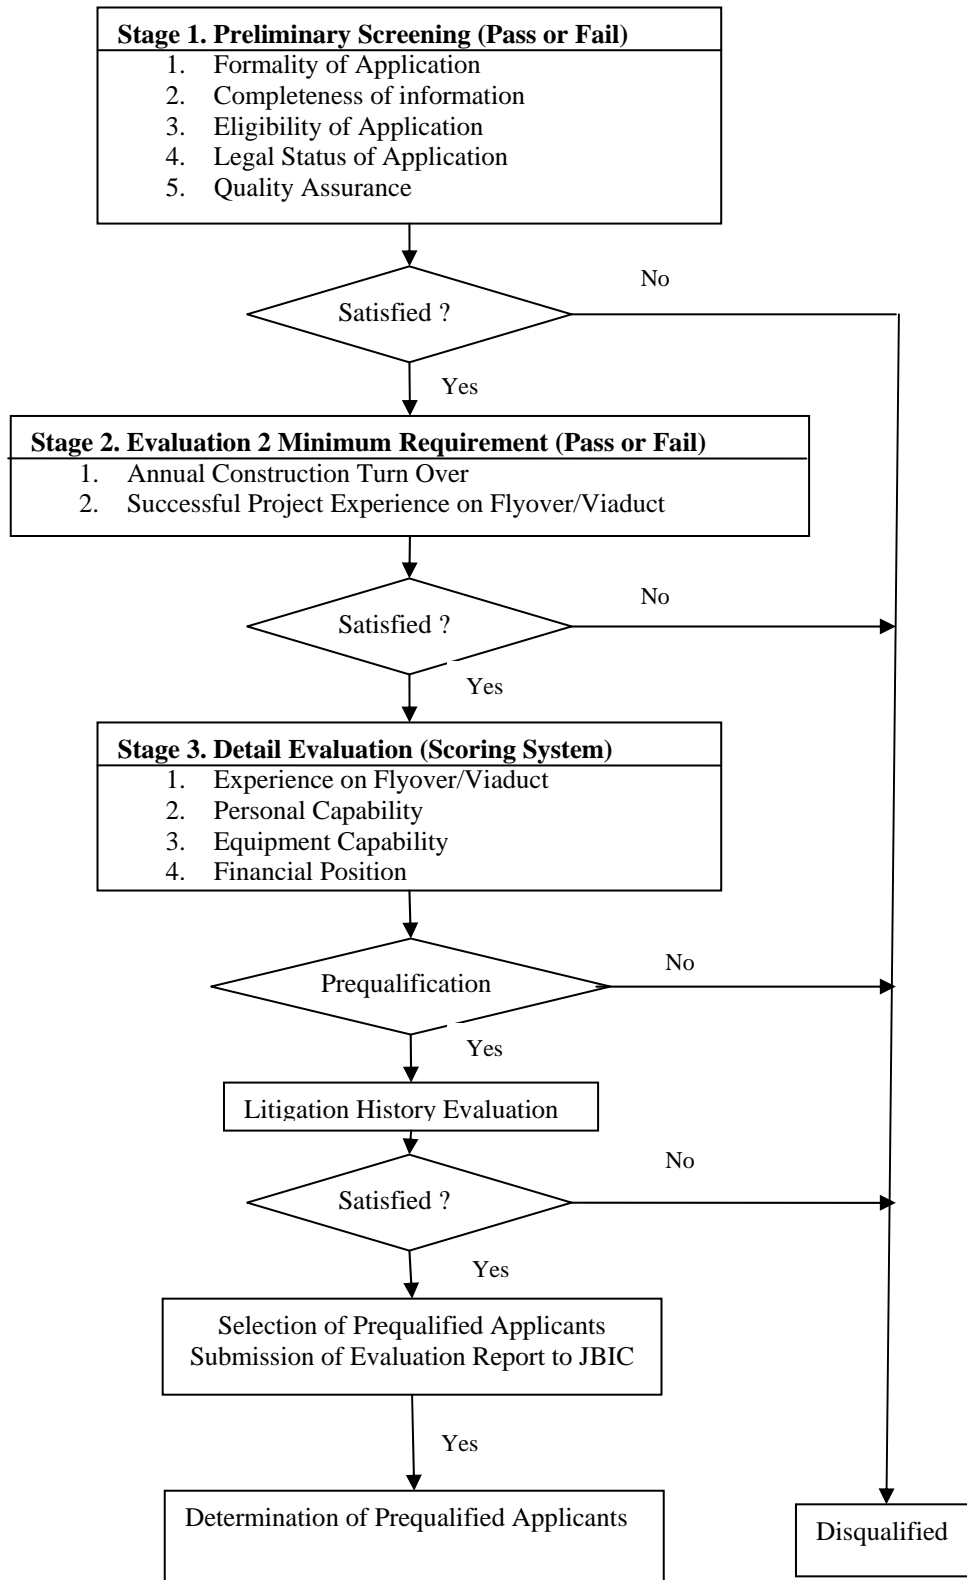 Stage 1. Preliminary Screening (Pass or Fail)
1. Formality of Application
2. Completeness of information
3. Eligibility of Application
4. Legal Status of Application
5. Quality Assurance
No
Satisfied ?
Yes
Stage 2. Evaluation 2 Minimum Requirement (Pass or Fail)
1. Annual Construction Turn Over
2. Successful Project Experience on Flyover/Viaduct
No
Satisfied ?
Yes
Stage 3. Detail Evaluation (Scoring System)
1. Experience on Flyover/Viaduct
2. Personal Capability
3. Equipment Capability
4. Financial Position
No
Prequalification
Yes
Litigation History Evaluation
No
Satisfied ?
Yes
Selection of Prequalified Applicants
Submission of Evaluation Report to JBIC
Yes
Determination of Prequalified Applicants
Disqualified